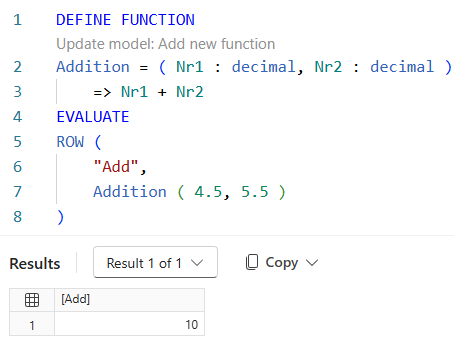 1 DEFINE FUNCTION
Update model: Add new function
2 Addition = ( Nr1 : decimal, Nr2 : decimal )
3 => Nr1 + Nr2
4 EVALUATE
5 ROW (
6 "Add",
7 Addition ( 4.5, 5.5 )
8 )
Results Result 1 of 1 Copy
[Add]
1 10